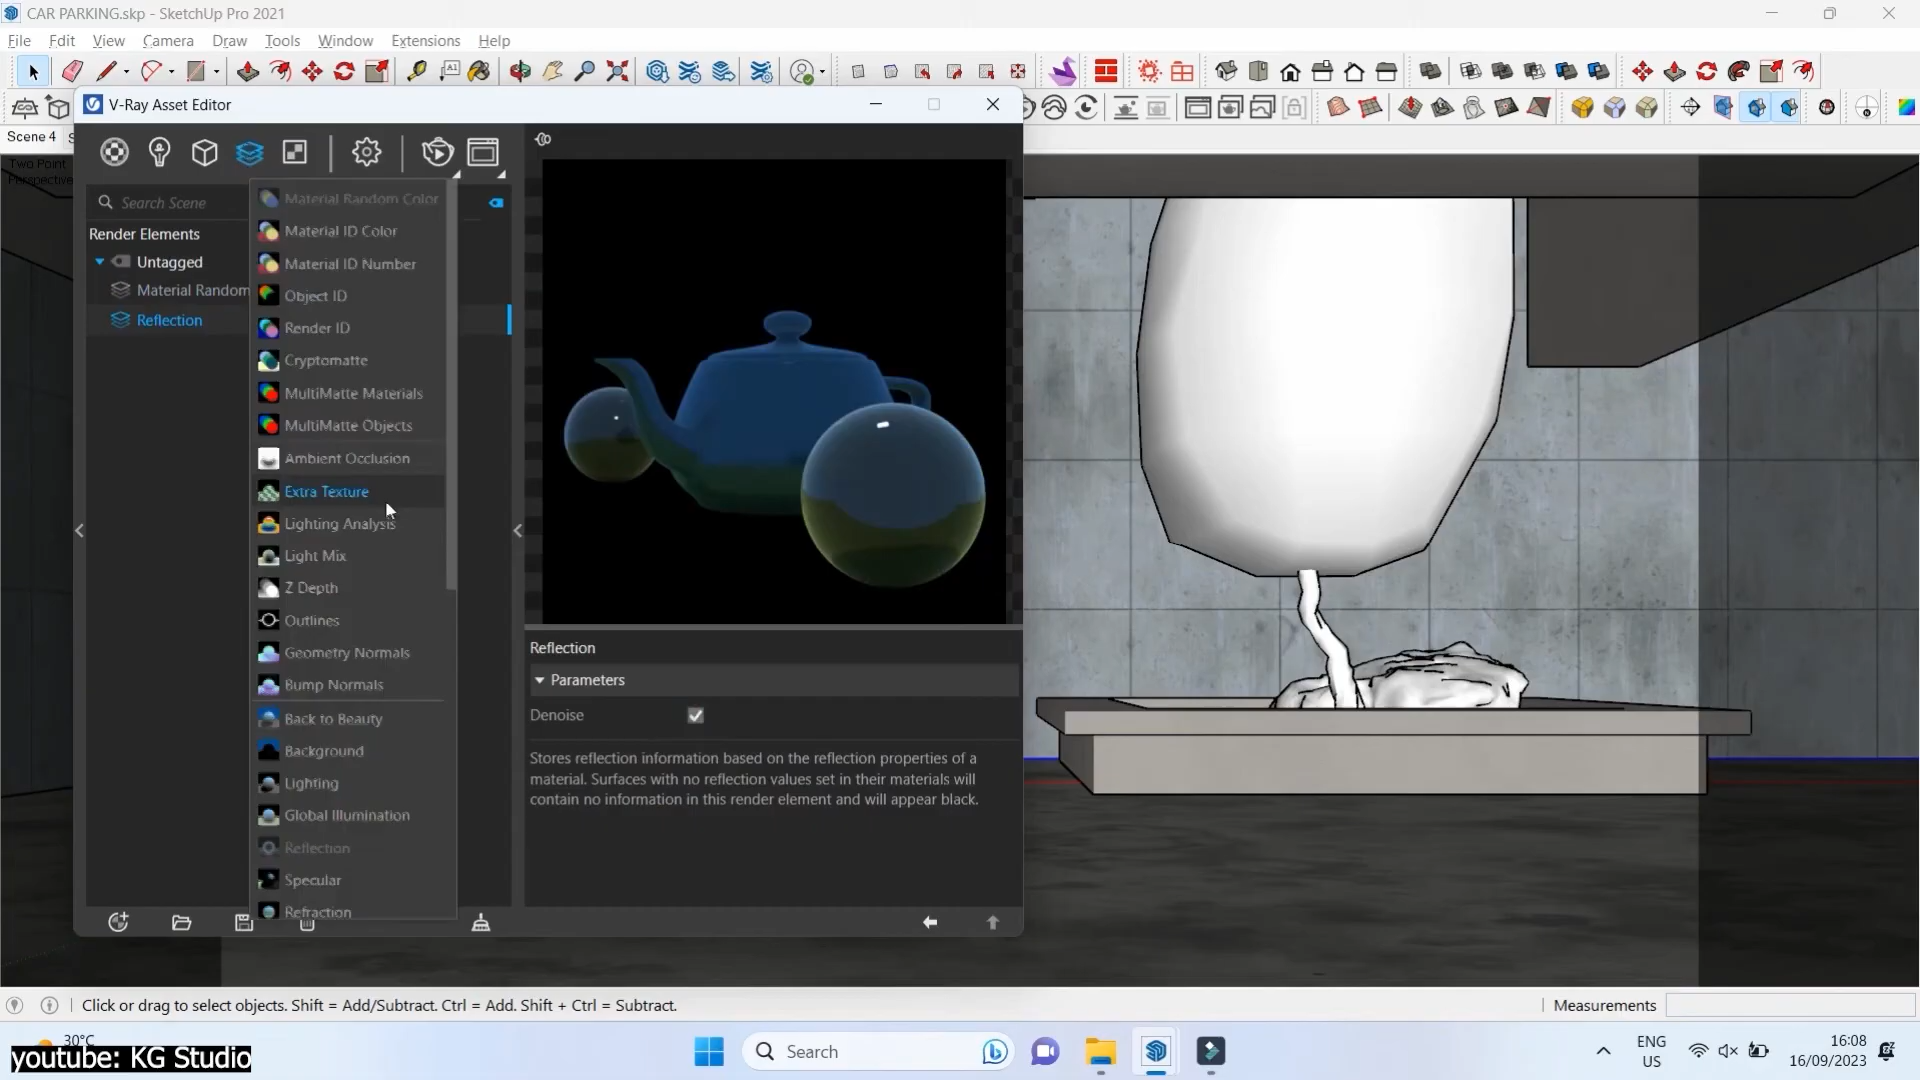 CAR PARKING.skp - SketchUp Pro 2021
File Edit View Camera Draw Tools Window Extensions Help
Scene 4
Two Point
Perspective
V-Ray Asset Editor
Search Scene
Render Elements
Untagged
Material Random
Reflection
Material Random Color
Material ID Color
Material ID Number
Object ID
Render ID
Cryptomatte
MultiMatte Materials
MultiMatte Objects
Ambient Occlusion
Extra Texture
Lighting Analysis
Light Mix
Z Depth
Outlines
Geometry Normals
Bump Normals
Back to Beauty
Background
Lighting
Global Illumination
Reflection
Specular
Refraction
Reflection
Parameters
Denoise
Stores reflection information based on the reflection properties of a
material. Surfaces with no reflection values set in their materials will
contain no information in this render element and will appear black.
Click or drag to select objects. Shift = Add/Subtract. Ctrl = Add. Shift + Ctrl = Subtract.
Measurements
30°C
youtube: KG Studio
Search
ENG
US
16:08
16/09/2023